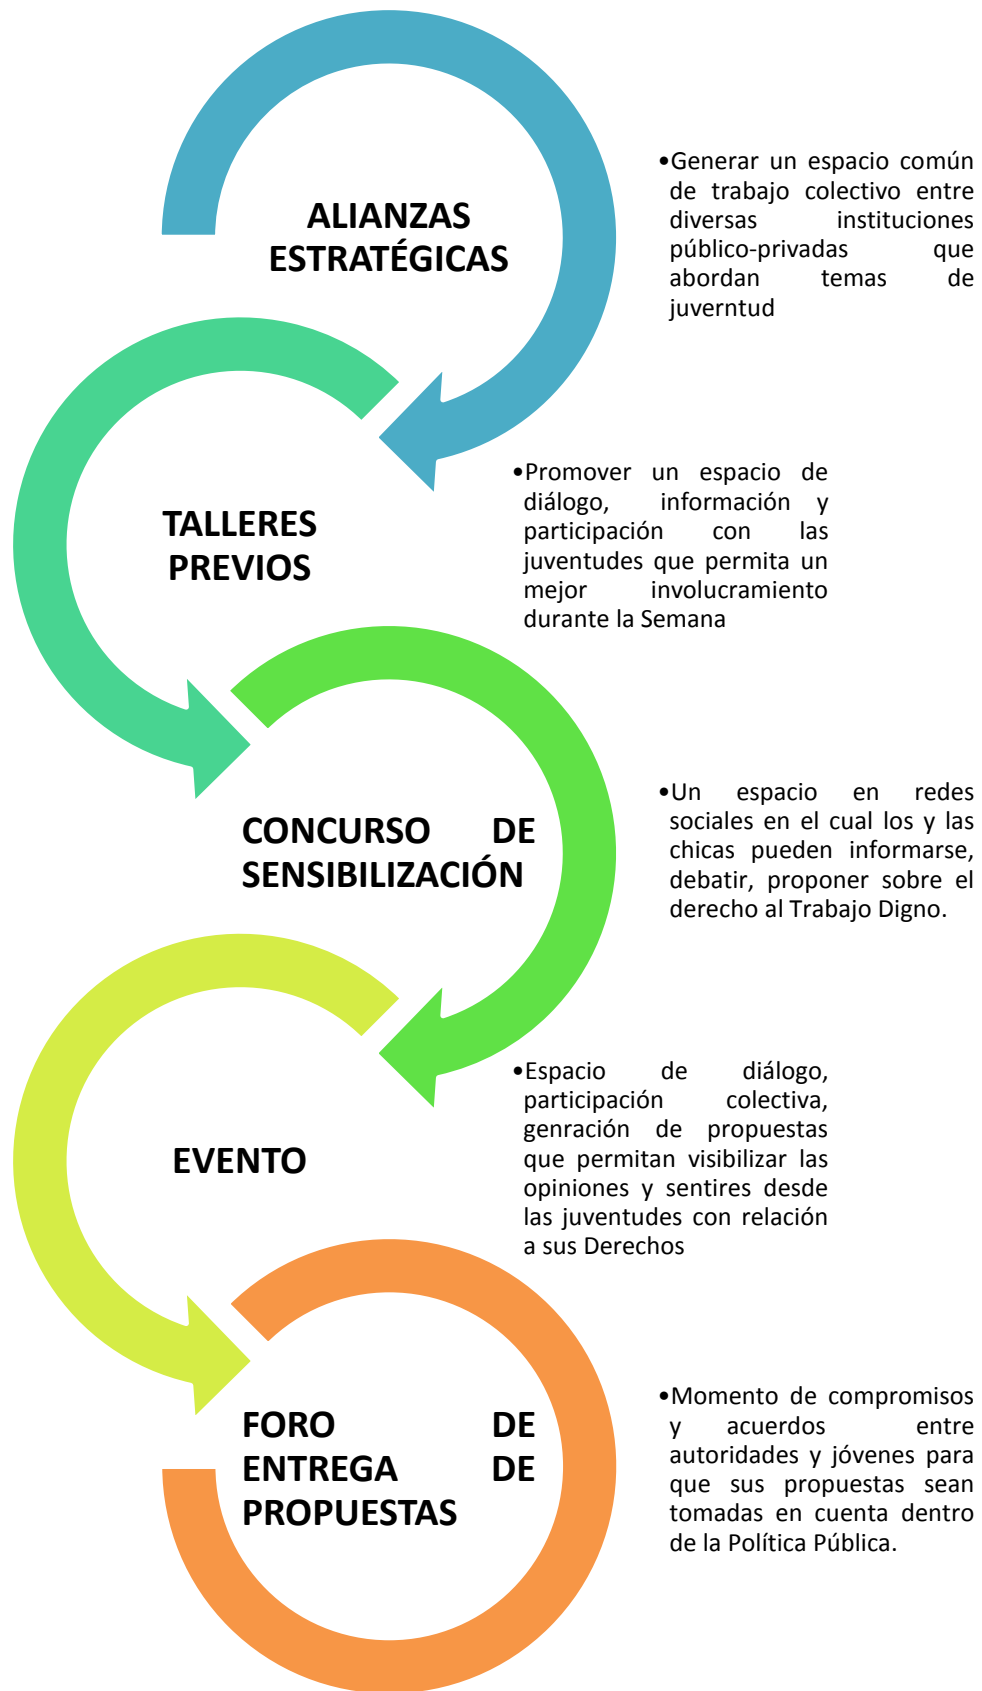 ALIANZAS
ESTRATÉGICAS
•Generar un espacio común
de trabajo colectivo entre
diversas instituciones
público-privadas que
abordan temas de
juverntud
TALLERES
PREVIOS
•Promover un espacio de
diálogo, información y
participación con las
juventudes que permita un
mejor involucramiento
durante la Semana
CONCURSO DE
SENSIBILIZACIÓN
•Un espacio en redes
sociales en el cual los y las
chicas pueden informarse,
debatir, proponer sobre el
derecho al Trabajo Digno.
EVENTO
•Espacio de diálogo,
participación colectiva,
genración de propuestas
que permitan visibilizar las
opiniones y sentires desde
las juventudes con relación
a sus Derechos
FORO DE
ENTREGA DE
PROPUESTAS
•Momento de compromisos
y acuerdos entre
autoridades y jóvenes para
que sus propuestas sean
tomadas en cuenta dentro
de la Política Pública.